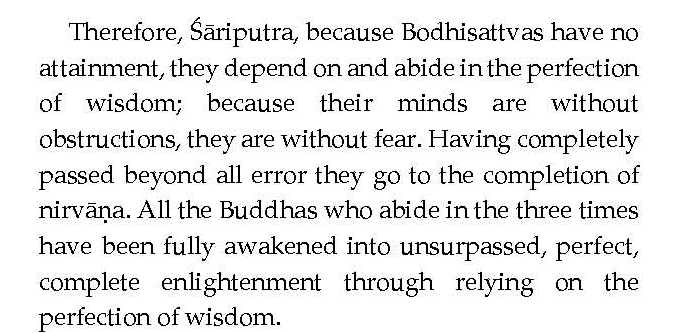 Therefore, Śāriputra, because Bodhisattvas have no
attainment, they depend on and abide in the perfection
of wisdom; because their minds are without
obstructions, they are without fear. Having completely
passed beyond all error they go to the completion of
nirvāṇa. All the Buddhas who abide in the three times
have been fully awakened into unsurpassed, perfect,
complete enlightenment through relying on the
perfection of wisdom.